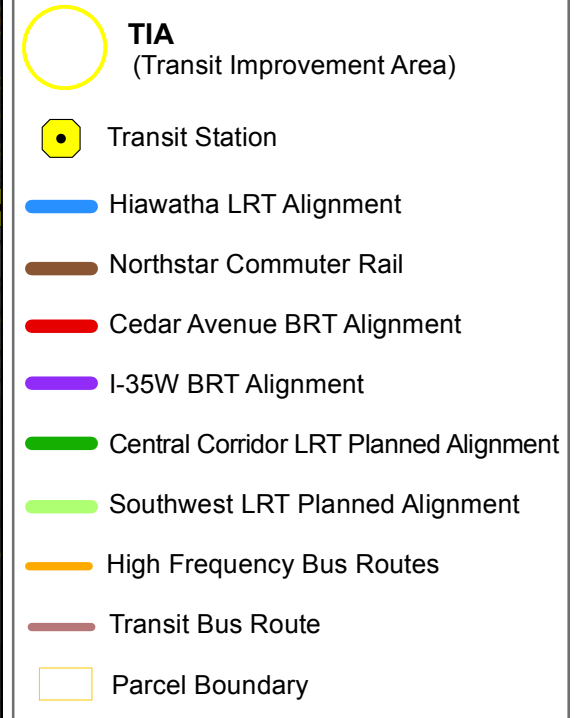 TIA
(Transit Improvement Area)
Transit Station
Hiawatha LRT Alignment
Northstar Commuter Rail
Cedar Avenue BRT Alignment
I-35W BRT Alignment
Central Corridor LRT Planned Alignment
Southwest LRT Planned Alignment
High Frequency Bus Routes
Transit Bus Route
Parcel Boundary